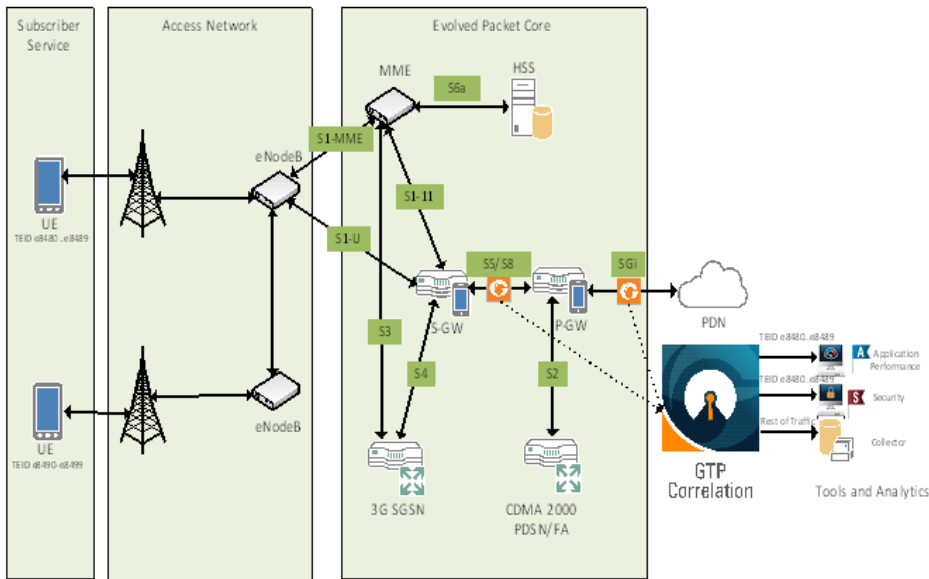 Subscriber
Service
Access Network
Evolved Packet Core
MME
HSS
S6a
S1-MME
eNodeB
S1-11
UE
TEID e8480..e8489
S1-U
S5/S8
SGi
S-GW
P-GW
PDN
S3
S4
S2
TEID e8480..e8489
A
Application
Performance
TEID e8480..e8489
S
Security
Rest of Traffic
Collector
eNodeB
UE
TEID e8490-e8499
GTP
Correlation
Tools and Analytics
3G SGSN
CDMA 2000
PDSN/FA